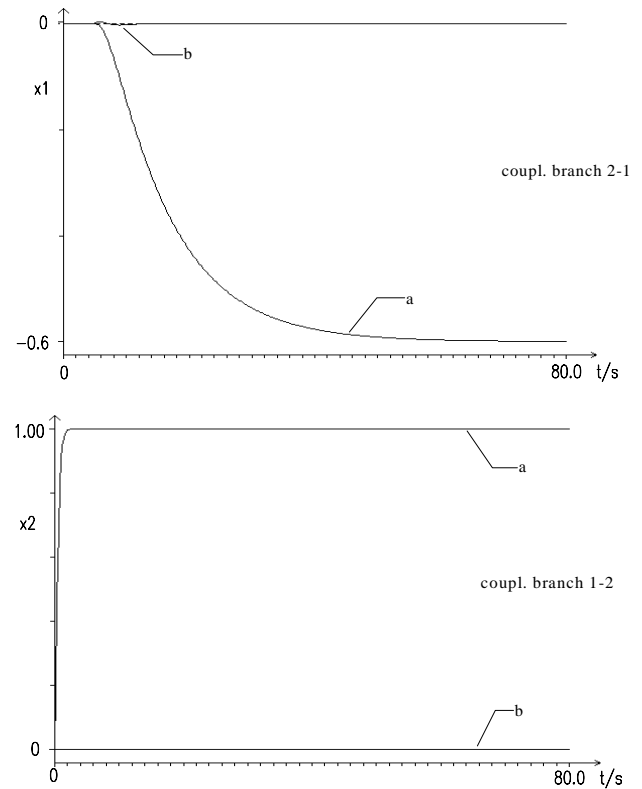 0
b
x1
coupl. branch 2-1
a
−0.6
0 80.0 t/s
1.00
a
x2
coupl. branch 1-2
b
0
0 80.0 t/s